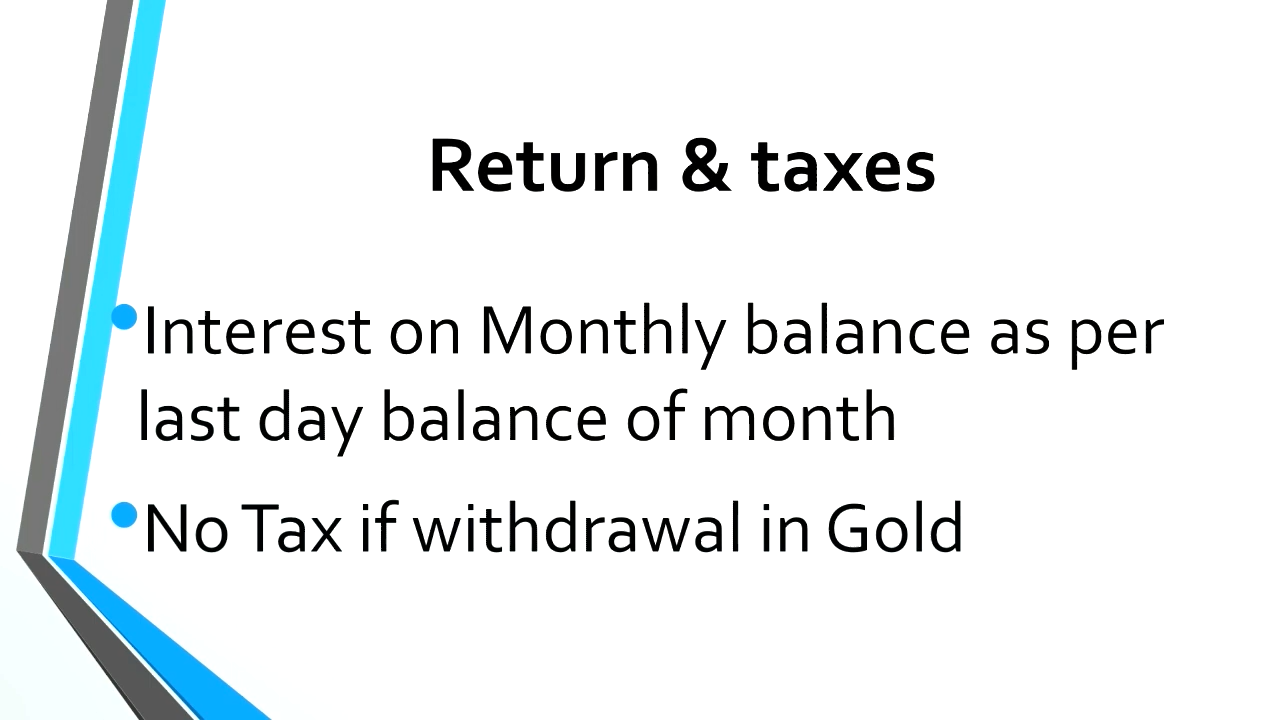 Return & taxes
•Interest on Monthly balance as per
last day balance of month
•No Tax if withdrawal in Gold